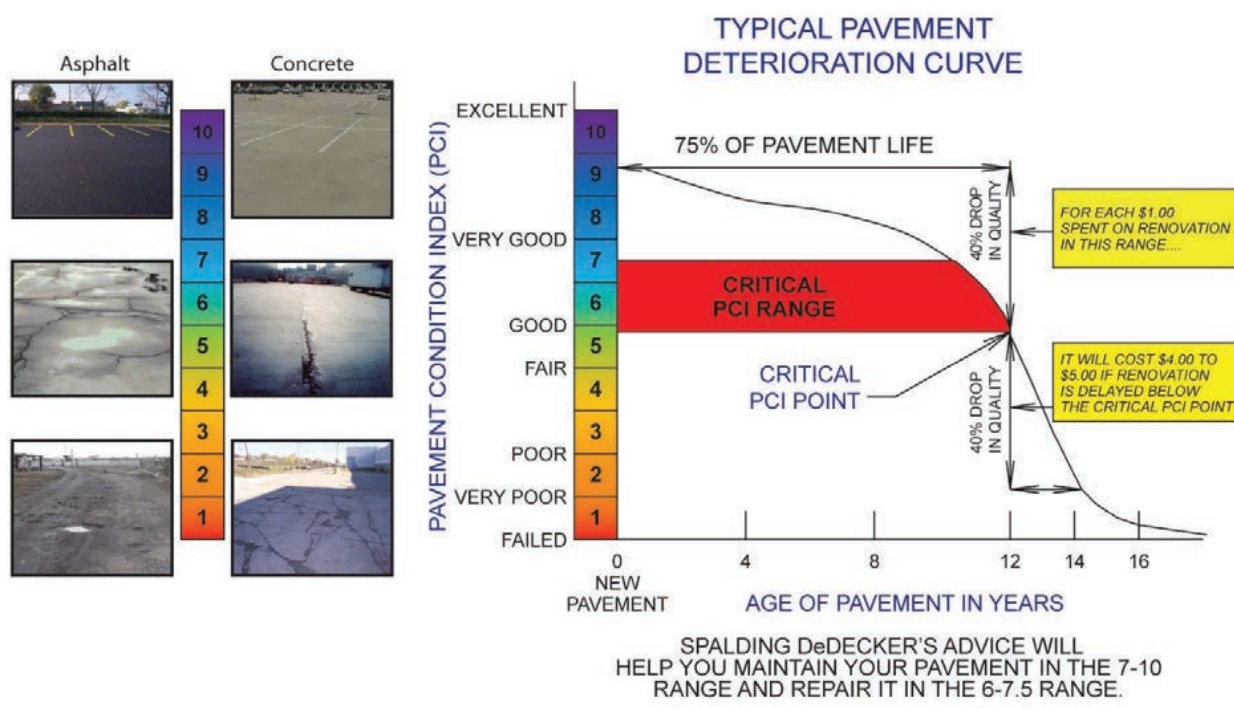 Asphalt
Concrete
10
9
8
7
6
5
4
3
2
1
TYPICAL PAVEMENT
DETERIORATION CURVE
PAVEMENT CONDITION INDEX (PCI)
EXCELLENT
VERY GOOD
GOOD
FAIR
POOR
VERY POOR
FAILED
10
9
8
7
6
5
4
3
2
1
75% OF PAVEMENT LIFE
CRITICAL
PCI RANGE
CRITICAL
PCI POINT
40% DROP
IN QUALITY
40% DROP
IN QUALITY
FOR EACH $1.00
SPENT ON RENOVATION
IN THIS RANGE....
IT WILL COST $4.00 TO
$5.00 IF RENOVATION
IS DELAYED BELOW
THE CRITICAL PCI POINT
0
4
8
12
14
16
NEW
PAVEMENT
AGE OF PAVEMENT IN YEARS
SPALDING DeDECKER'S ADVICE WILL
HELP YOU MAINTAIN YOUR PAVEMENT IN THE 7-10
RANGE AND REPAIR IT IN THE 6-7.5 RANGE.